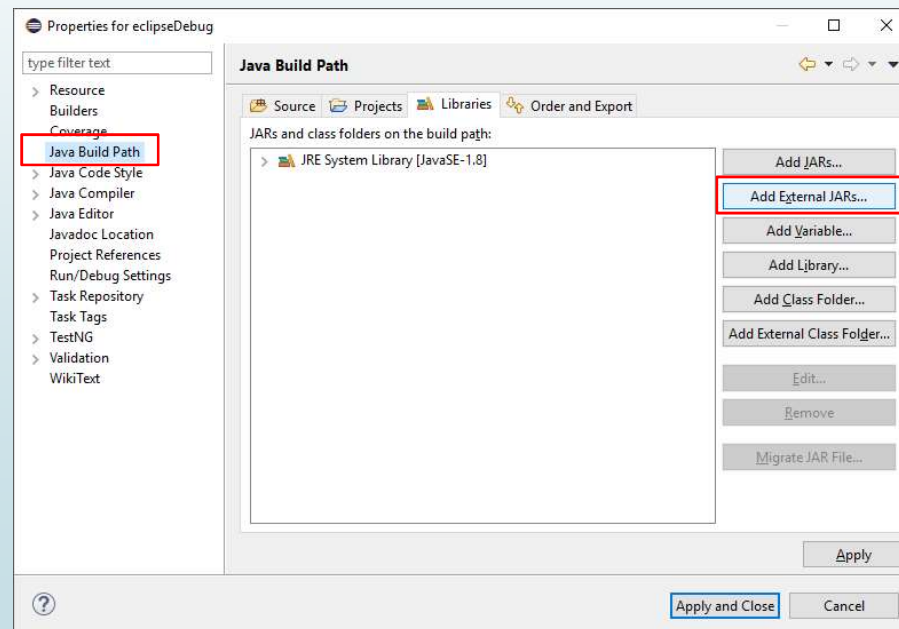 Properties for eclipseDebug
type filter text
Resource
Builders
Coverage
Java Build Path
Java Code Style
Java Compiler
Java Editor
Javadoc Location
Project References
Run/Debug Settings
Task Repository
Task Tags
TestNG
Validation
WikiText
Java Build Path
Source Projects Libraries Order and Export
JARs and class folders on the build path:
JRE System Library [JavaSE-1.8]
Add JARs...
Add External JARs...
Add Variable...
Add Library...
Add Class Folder...
Add External Class Folder...
Edit...
Remove
Migrate JAR File...
Apply
?
Apply and Close Cancel